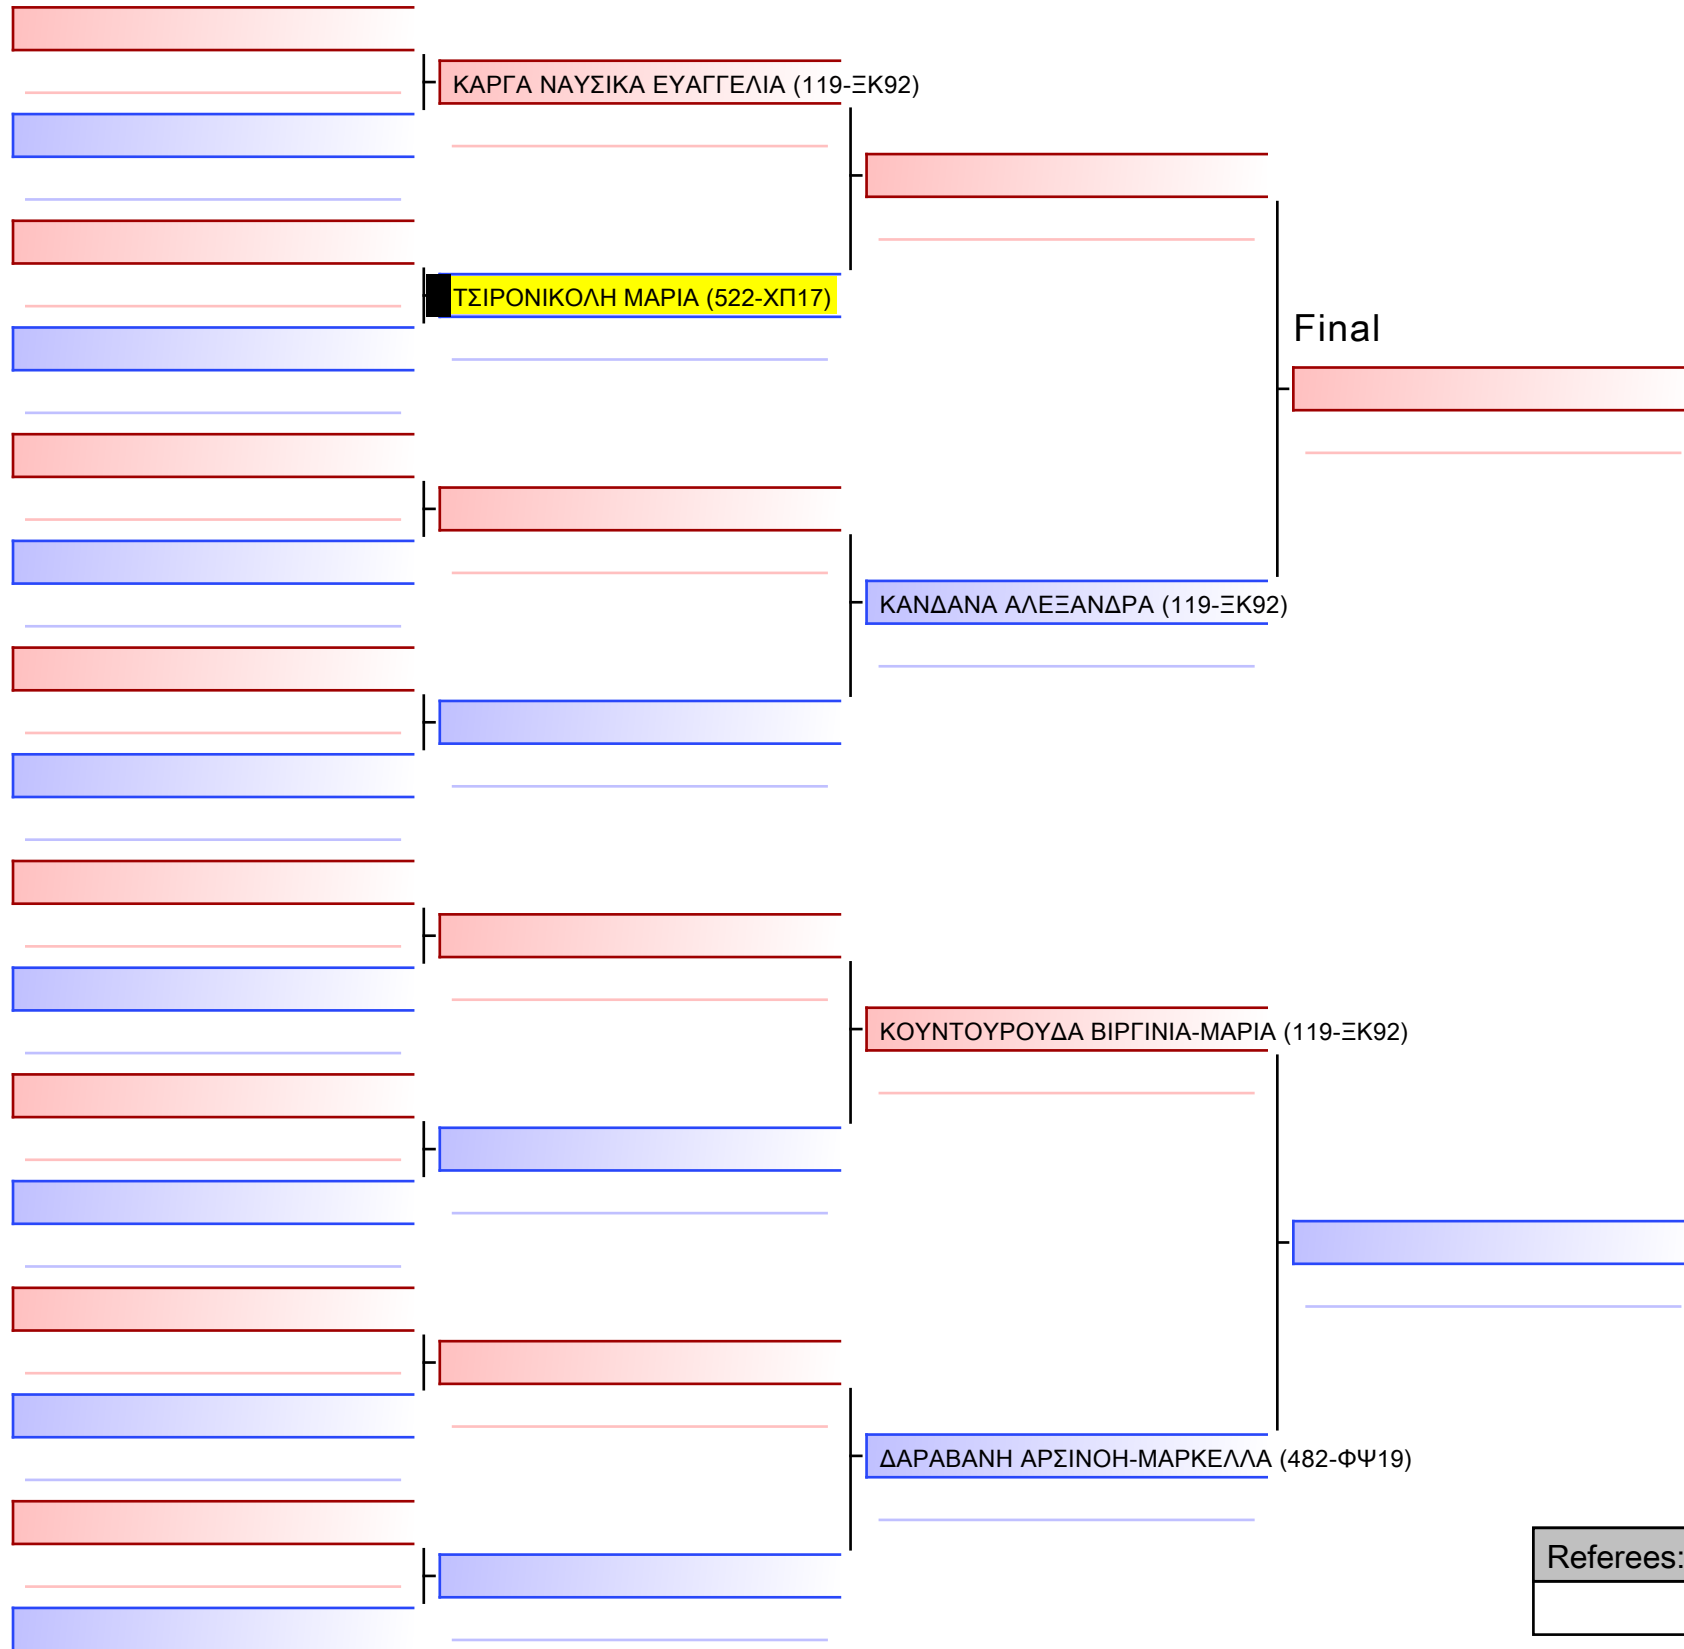 ΚΑΡΓΑ ΝΑΥΣΙΚΑ ΕΥΑΓΓΕΛΙΑ (119-ΞΚ92)
ΤΣΙΡΟΝΙΚΟΛΗ ΜΑΡΙΑ (522-ΧΠ17)
Final
ΚΑΝΔΑΝΑ ΑΛΕΞΑΝΔΡΑ (119-ΞΚ92)
ΚΟΥΝΤΟΥΡΟΥΔΑ ΒΙΡΓΙΝΙΑ-ΜΑΡΙΑ (119-ΞΚ92)
ΔΑΡΑΒΑΝΗ ΑΡΣΙΝΟΗ-ΜΑΡΚΕΛΛΑ (482-ΦΨ19)
Referees: